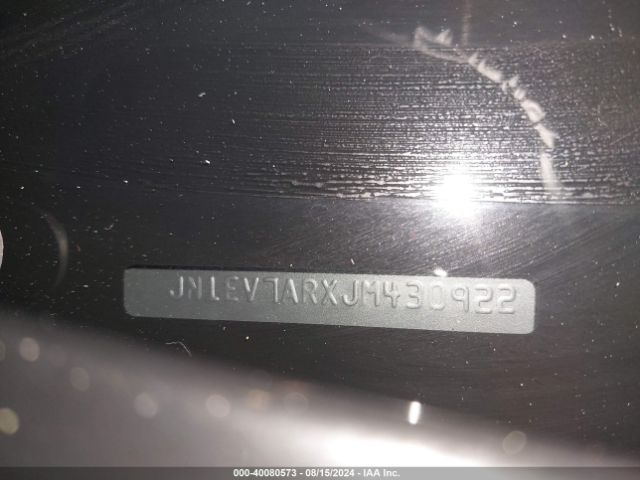 JN1EV7ARXJM430922
000-40080573 - 08/15/2024 - IAA Inc.